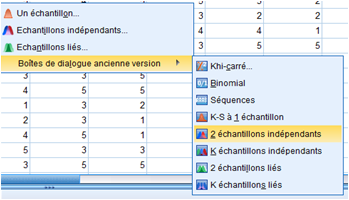 Un échantillon...
3 2 2
Echantillons indépendants...
4 4 1
Echantillons liés...
4 5 5
Boîtes de dialogue ancienne version
Khi-carré...
3 3 5
Binomial
4 5 5
Séquences
1 3 2
K-S à 1 échantillon
2 3 1
2 échantillons indépendants
4 5 1
K échantillons indépendants
5 3 3
2 échantillons liés
3 5 5
K échantillons liés